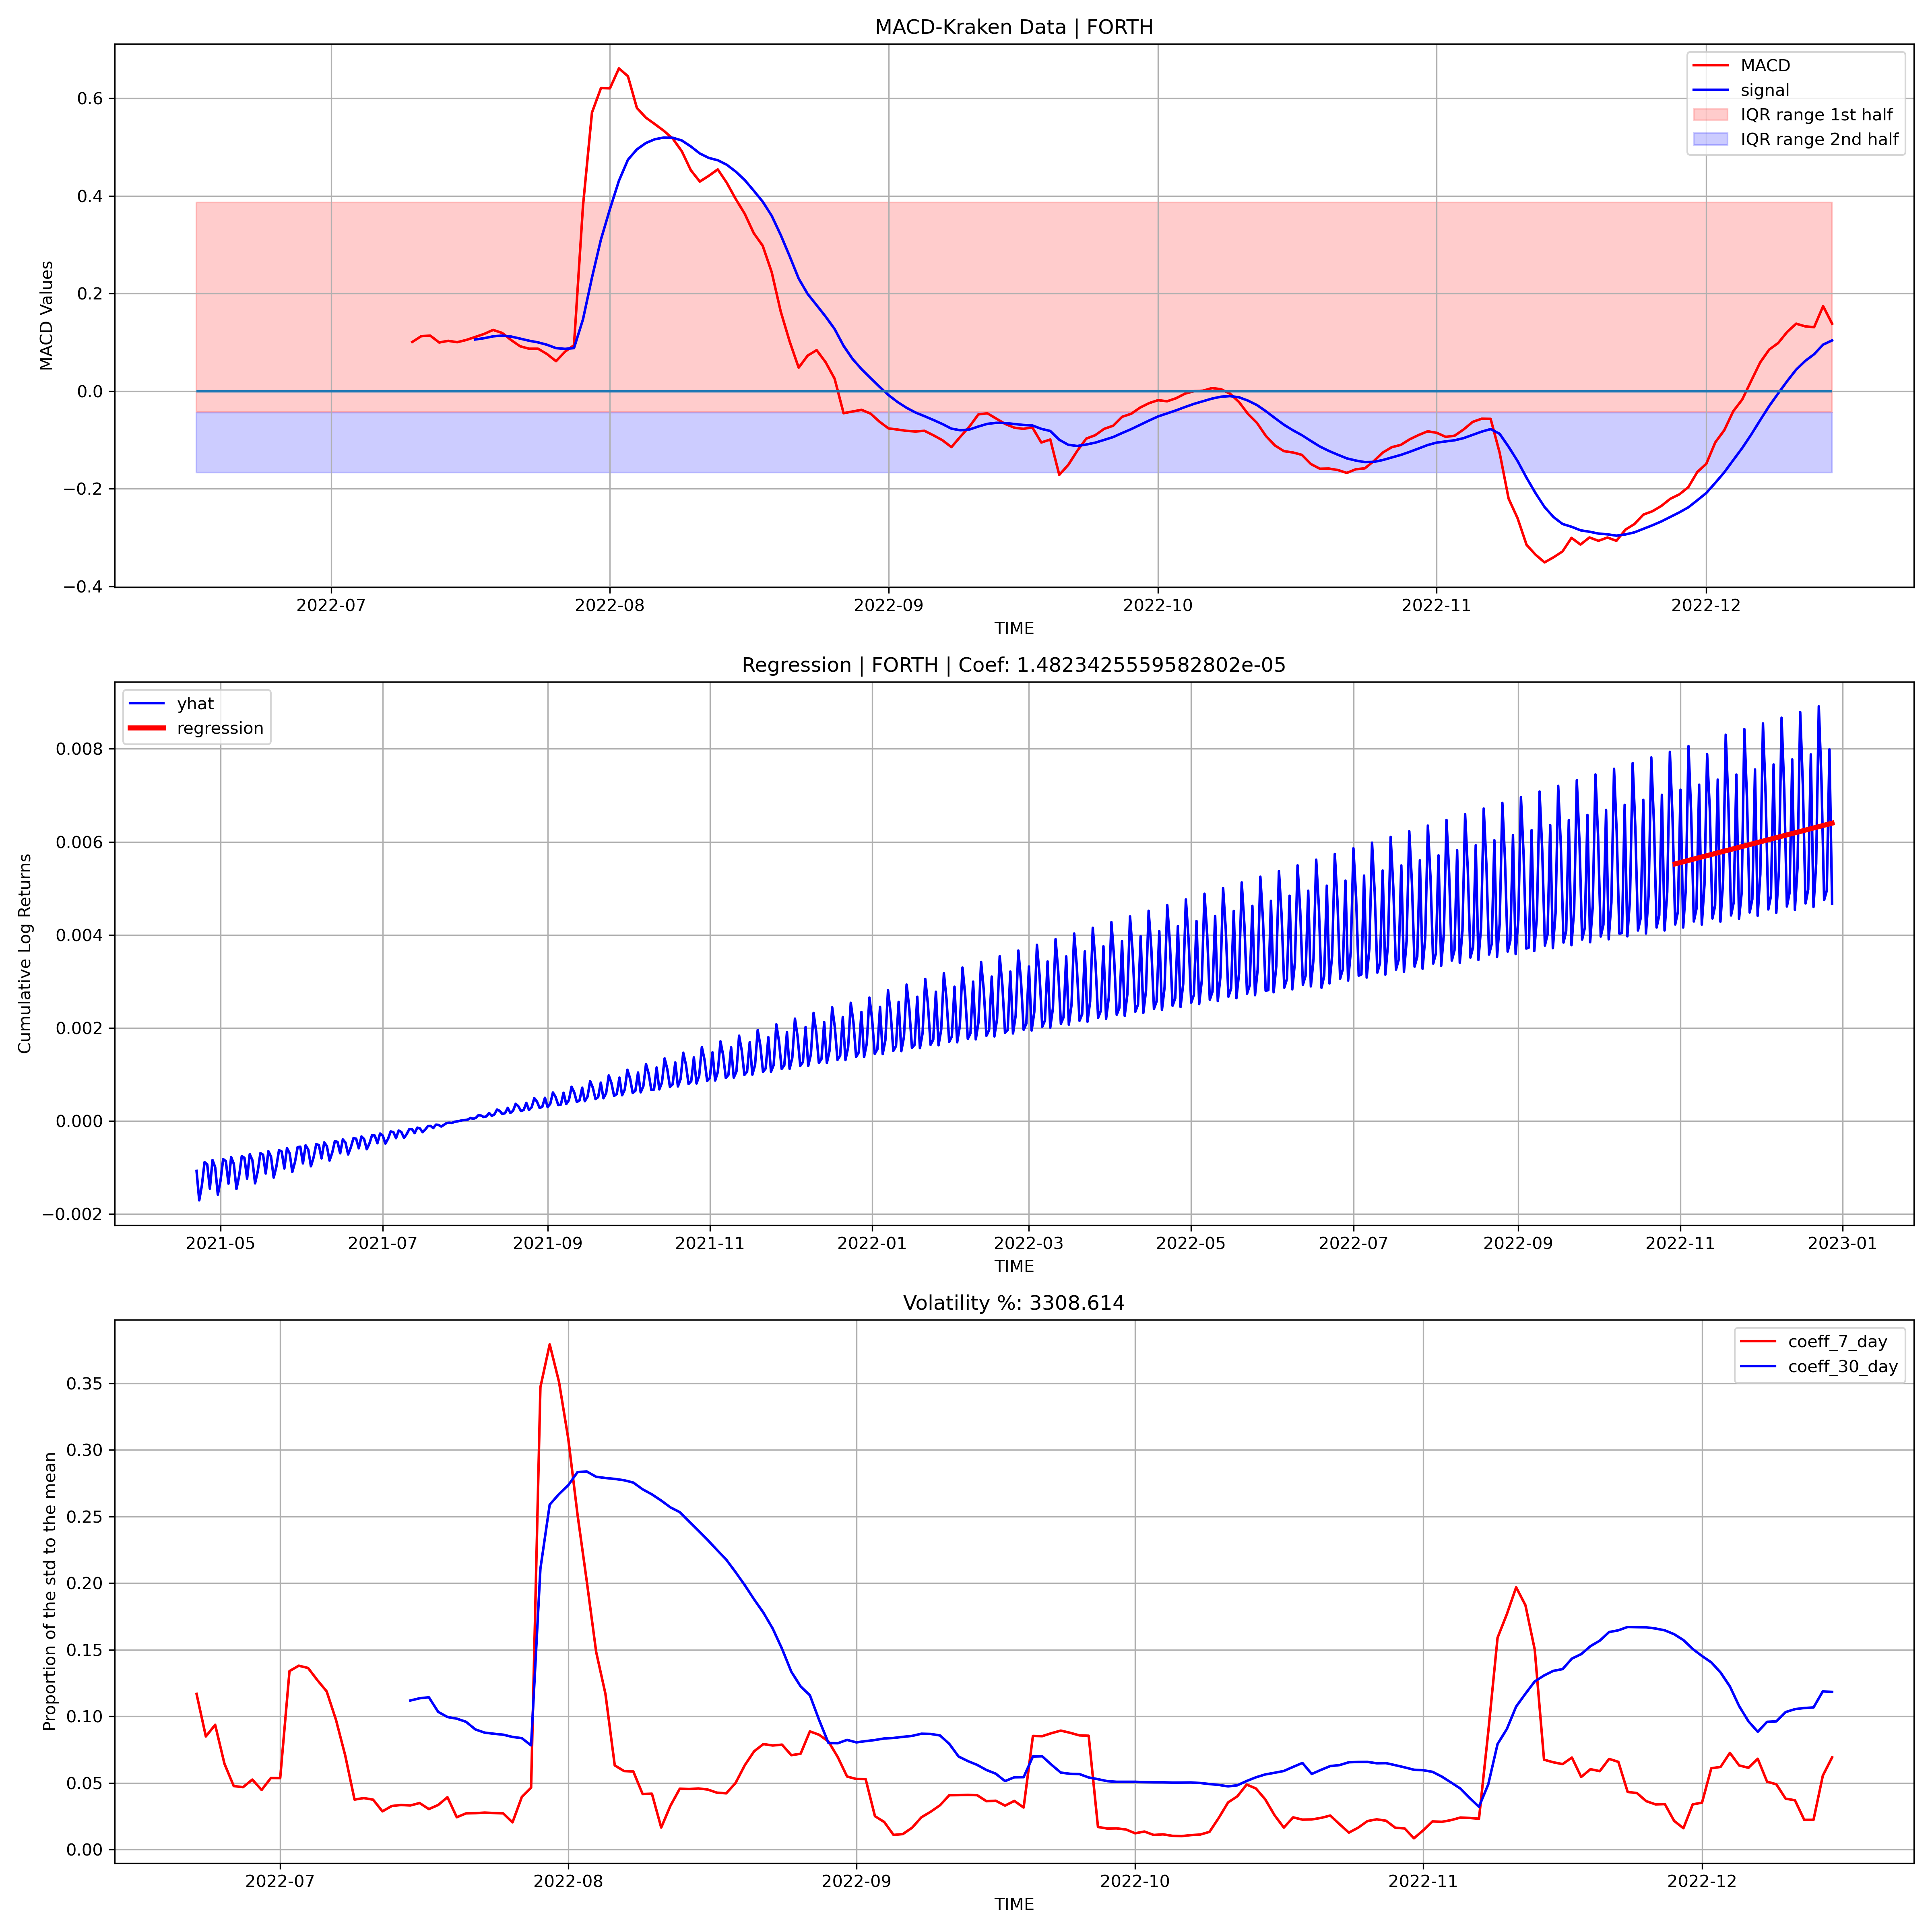 MACD-Kraken Data | FORTH
MACD
signal
IQR range 1st half
IQR range 2nd half
MACD Values
0.6
0.4
0.2
0.0
−0.2
−0.4
2022-07 2022-08 2022-09 2022-10 2022-11 2022-12
TIME
Regression | FORTH | Coef: 1.4823425559582802e-05
yhat
regression
Cumulative Log Returns
0.008
0.006
0.004
0.002
0.000
−0.002
2021-05 2021-07 2021-09 2021-11 2022-01 2022-03 2022-05 2022-07 2022-09 2022-11 2023-01
TIME
Volatility %: 3308.614
coeff_7_day
coeff_30_day
Proportion of the std to the mean
0.35
0.30
0.25
0.20
0.15
0.10
0.05
0.00
2022-07 2022-08 2022-09 2022-10 2022-11 2022-12
TIME